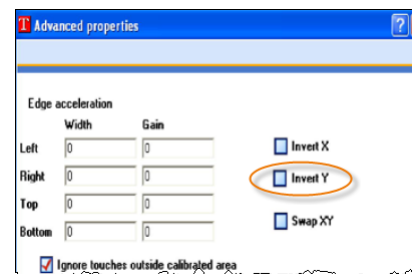 T Advanced properties ?
Edge acceleration
Width Gain
Left 0 0 Invert X
Right 0 0 Invert Y
Top 0 0
Bottom 0 0 Swap XY
Ignore touches outside calibrated area